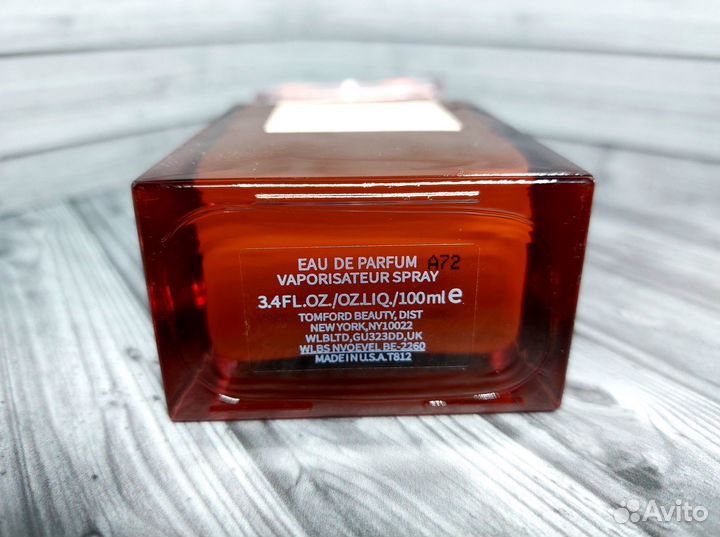 EAU DE PARFUM A72
VAPORISATEUR SPRAY
3.4FL.OZ./OZ.LIQ./100ml e
TOMFORD BEAUTY, DIST
NEW YORK,NY10022
WLBLTD,GU323DD,UK
WLBS NVOEVEL BE-2260
MADE IN U.S.A.T812
Avito